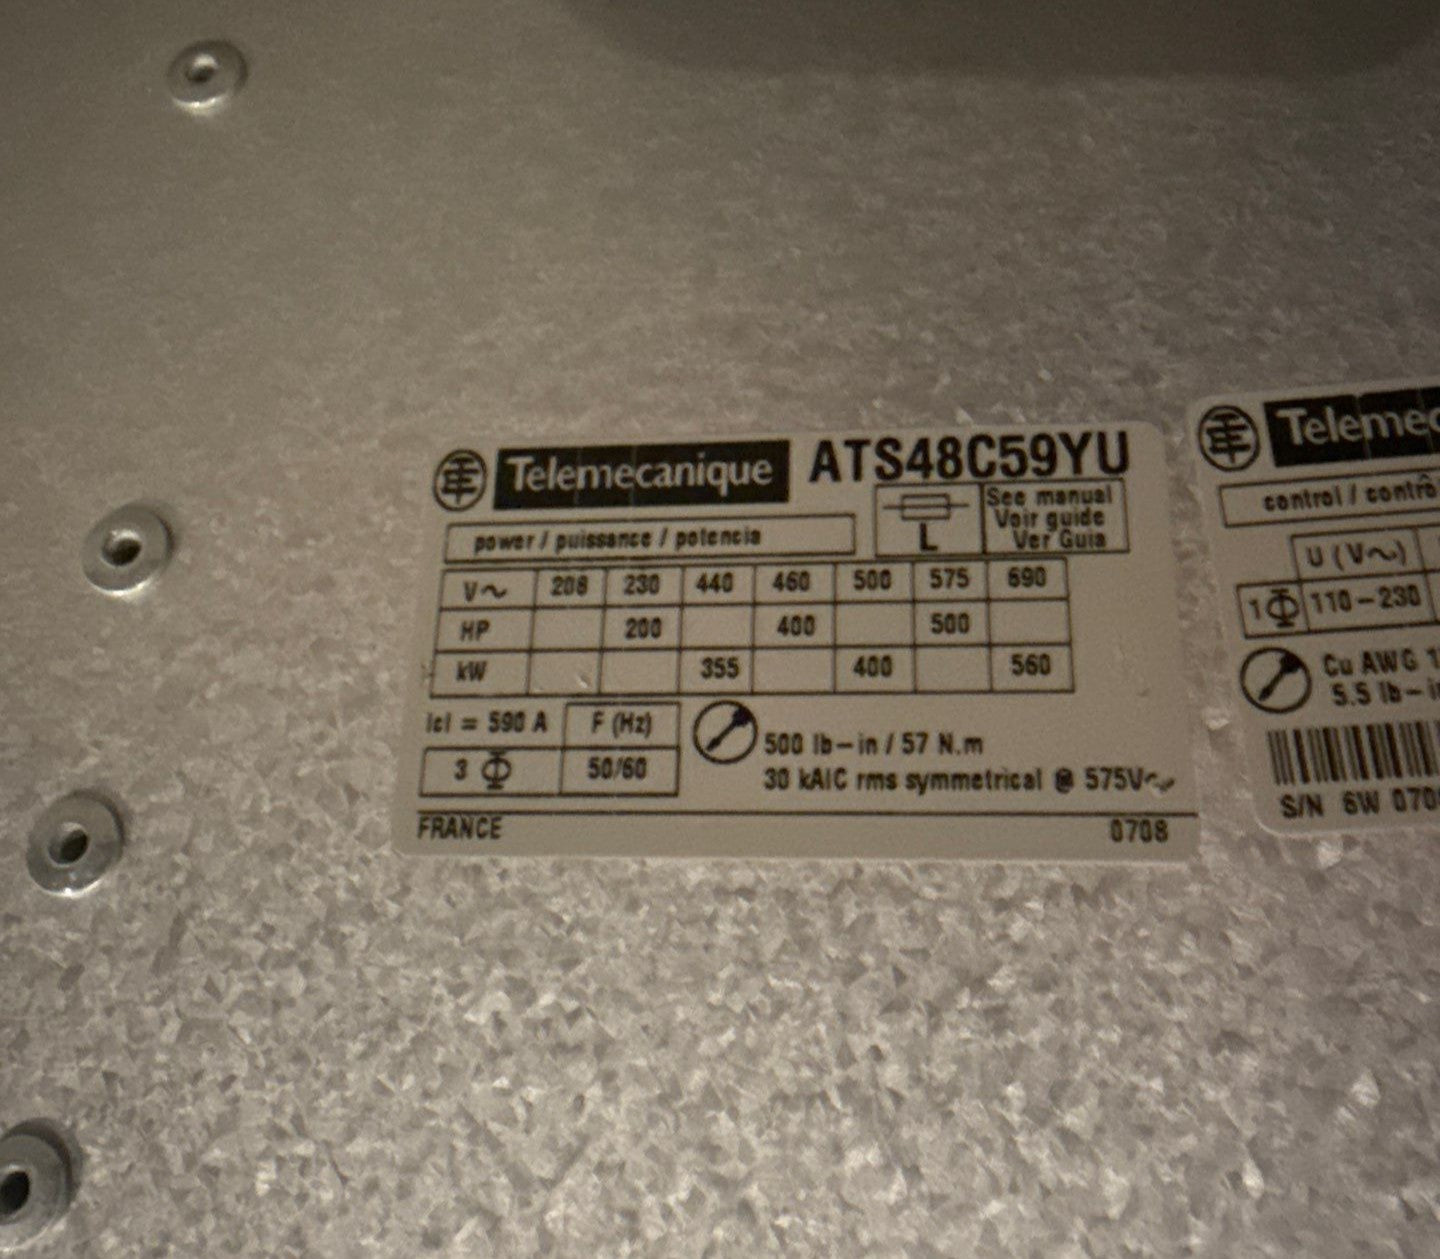 Telemecanique ATS48C59YU
L See manual
Voir guide
Ver Guia
power / puissance / potencia
V~ 208 230 440 460 500 575 690
HP 200 400 500
kW 355 400 560
Icl = 590 A F (Hz)
3 Φ 50/60
500 lb-in / 57 N.m
30 kAIC rms symmetrical @ 575V~
FRANCE 0708
Telemec
control / contrô
U (V~)
1 Φ 110-230
Cu AWG 1
5.5 lb-i
S/N 6W 070